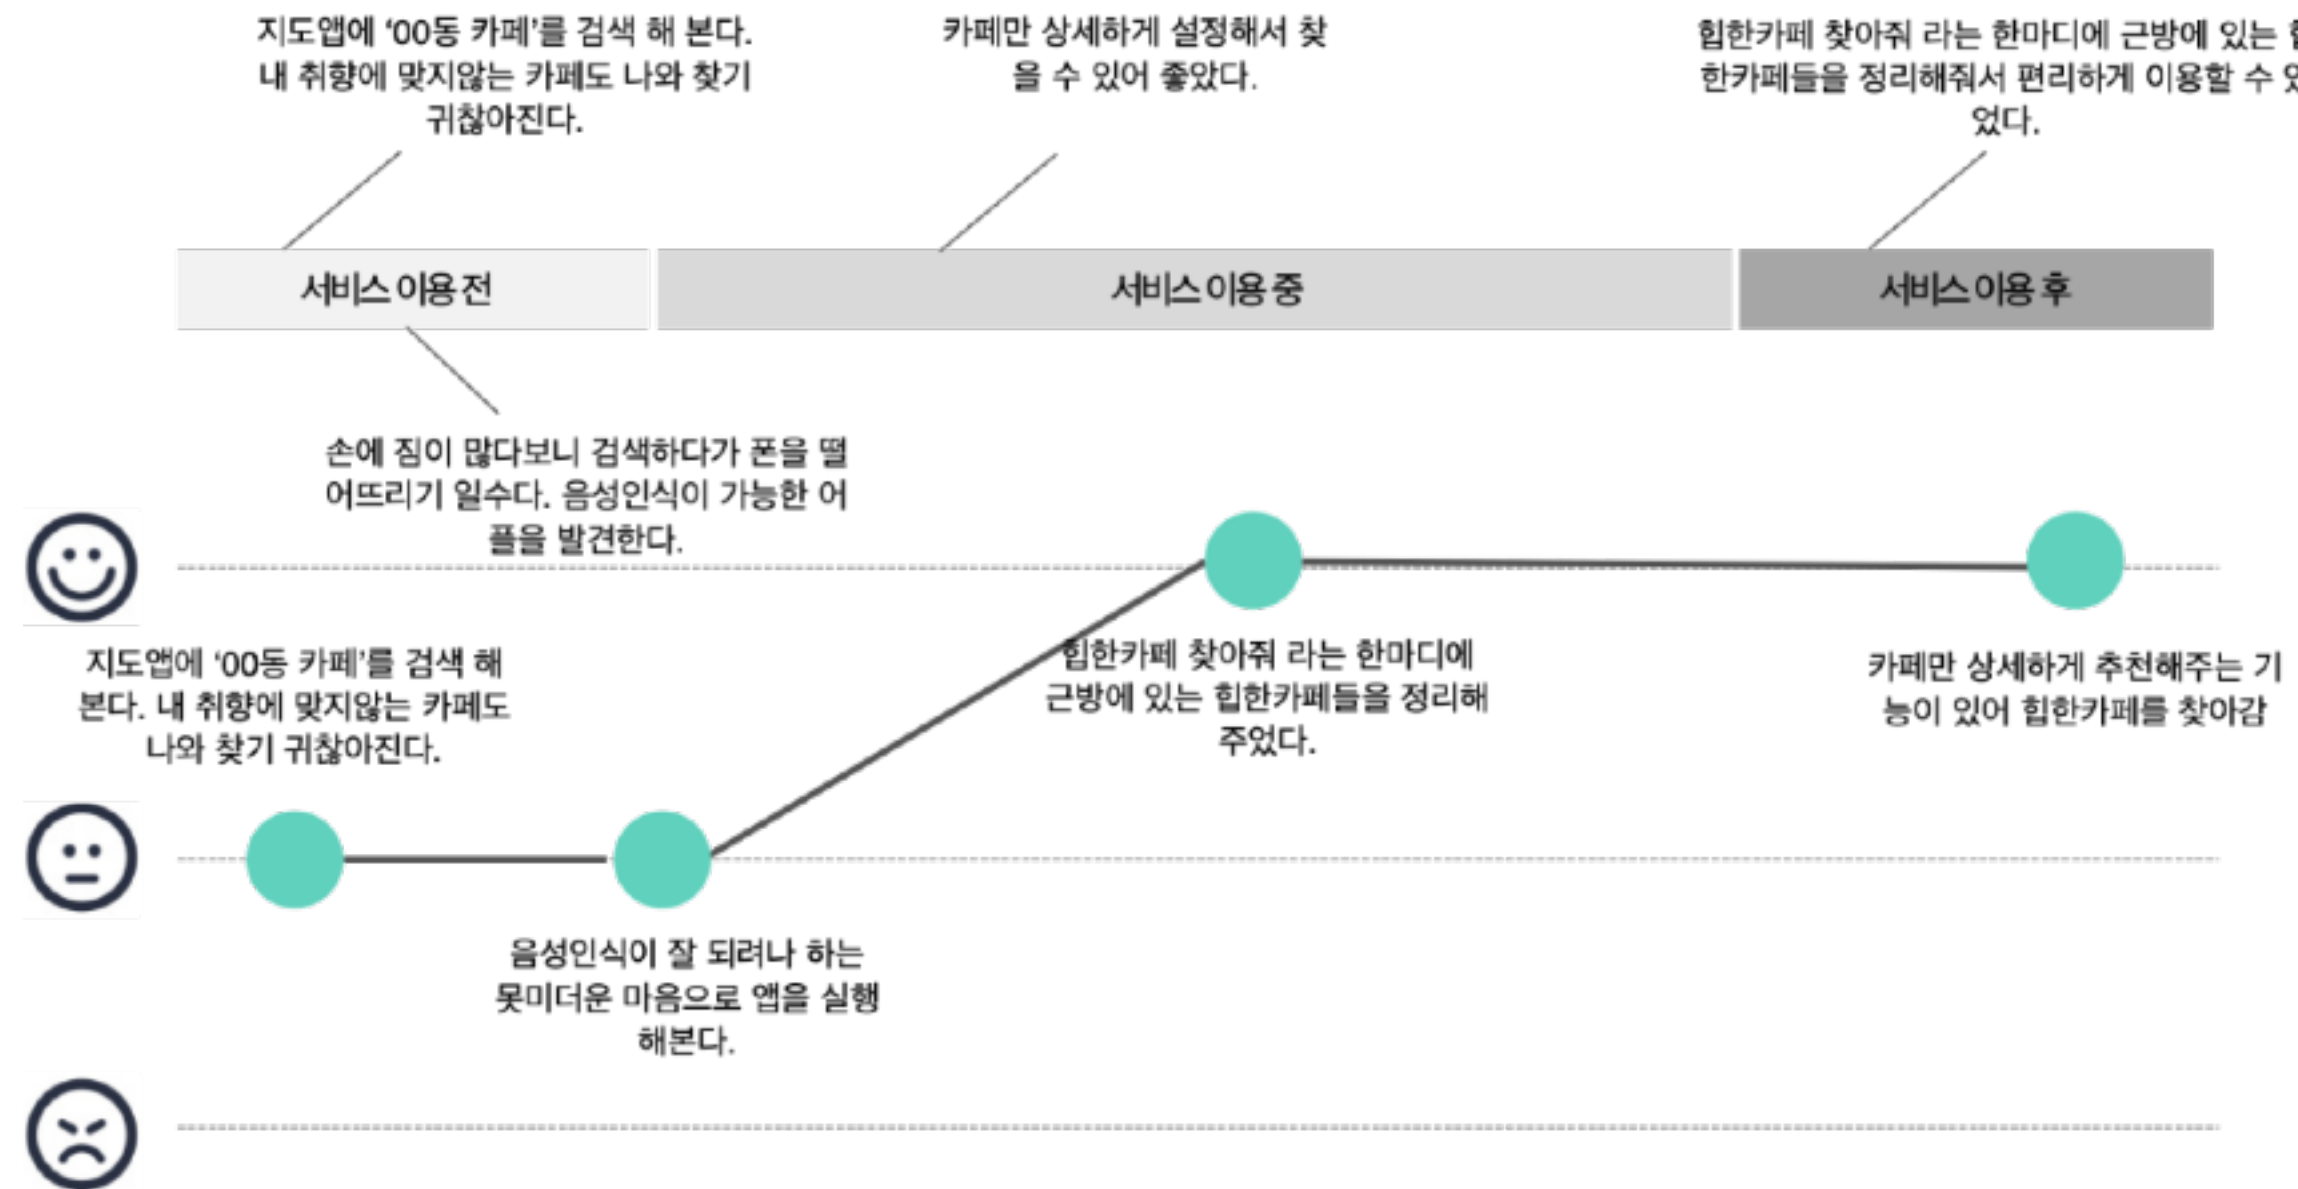 지도앱에 ‘00동 카페’를 검색 해 본다.
내 취향에 맞지않는 카페도 나와 찾기
귀찮아진다.
카페만 상세하게 설정해서 찾
을 수 있어 좋았다.
힙한카페 찾아줘 라는 한마디에 근방에 있는
한카페들을 정리해줘서 편리하게 이용할 수
었다.
서비스 이용 전
서비스 이용 중
서비스 이용 후
손에 짐이 많다보니 검색하다가 폰을 떨
어뜨리기 일수다. 음성인식이 가능한 어
플을 발견한다.
지도앱에 ‘00동 카페’를 검색 해
본다. 내 취향에 맞지않는 카페도
나와 찾기 귀찮아진다.
힙한카페 찾아줘 라는 한마디에
근방에 있는 힙한카페들을 정리해
주었다.
카페만 상세하게 추천해주는 기
능이 있어 힙한카페를 찾아감
음성인식이 잘 되려나 하는
못미더운 마음으로 앱을 실행
해본다.